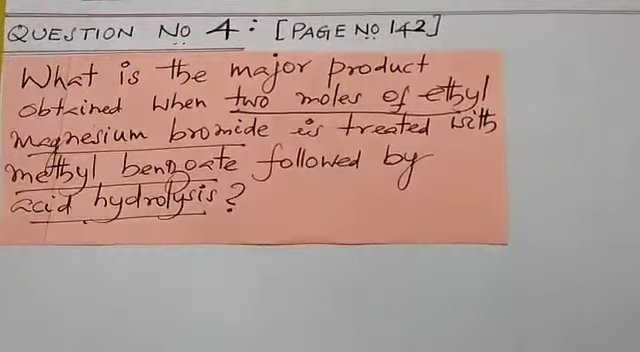 QUESTION NO 4: [PAGE NO 142]
What is the major product
obtained when two moles of ethyl
magnesium bromide is treated with
methyl benzoate followed by
acid hydrolysis?